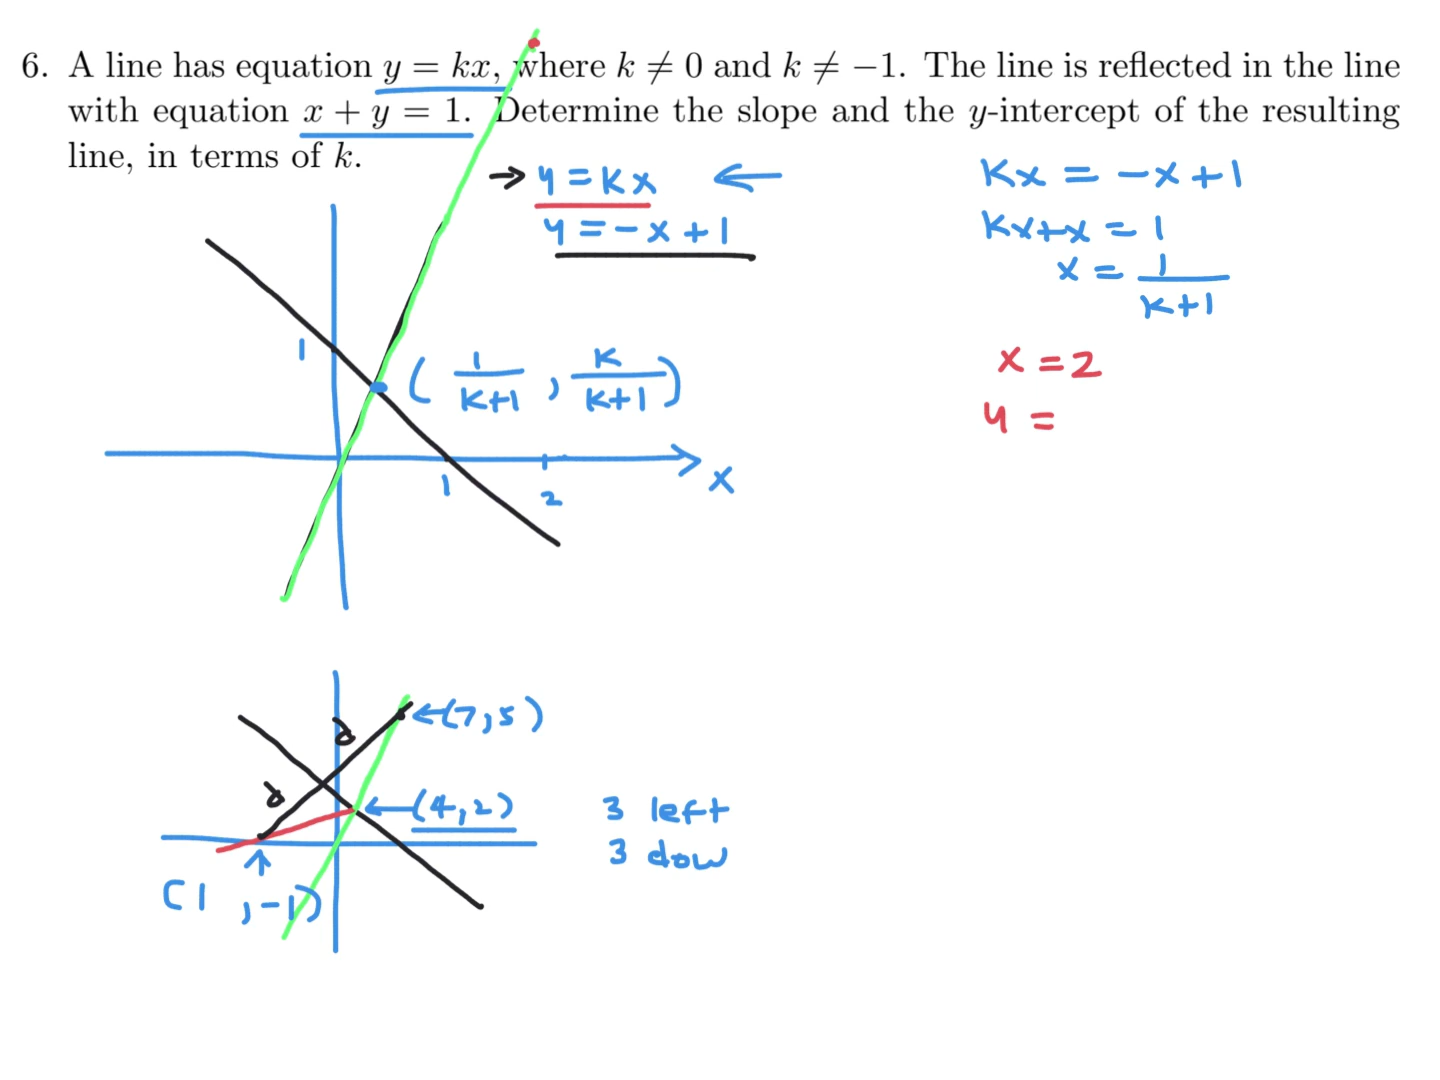 6. A line has equation y = kx, where k ≠ 0 and k ≠ −1. The line is reflected in the line
with equation x + y = 1. Determine the slope and the y-intercept of the resulting
line, in terms of k.
→ y = kx ←
y = -x + 1
kx = -x + 1
kx + x = 1
x = 1/(k+1)
1
(1/(k+1), k/(k+1))
x = 2
y =
1
2
x
d
d
←(7,5)
←(4,2)
3 left
3 dow
(1 ,-1)